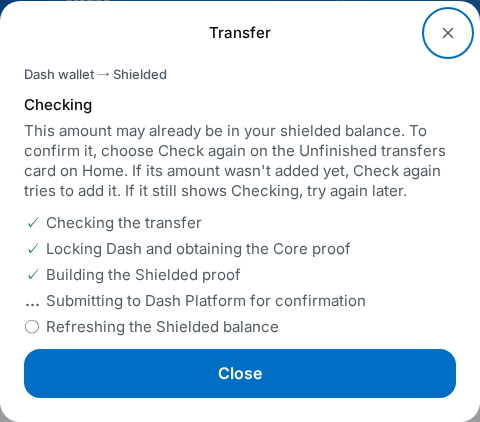 Transfer
Dash wallet → Shielded
Checking
This amount may already be in your shielded balance. To
confirm it, choose Check again on the Unfinished transfers
card on Home. If its amount wasn't added yet, Check again
tries to add it. If it still shows Checking, try again later.
✓ Checking the transfer
✓ Locking Dash and obtaining the Core proof
✓ Building the Shielded proof
... Submitting to Dash Platform for confirmation
○ Refreshing the Shielded balance
Close